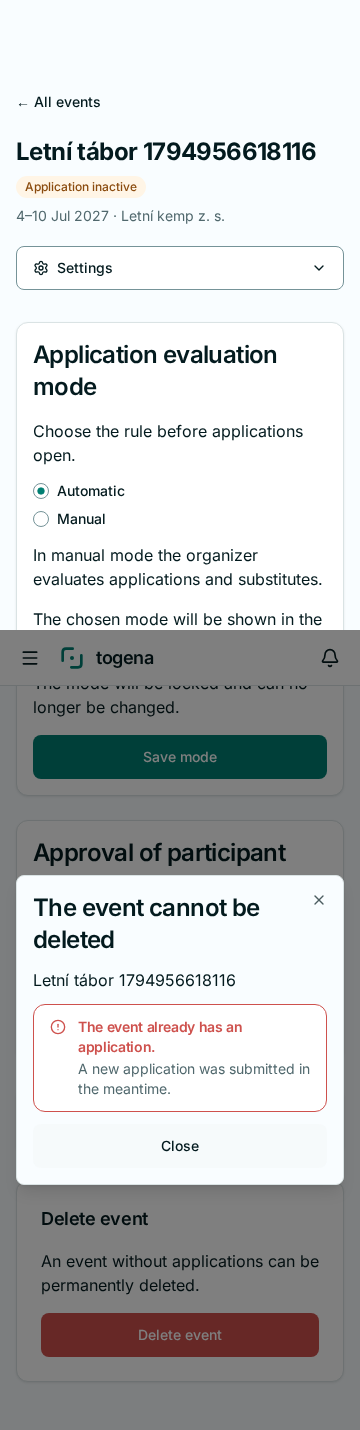 ← All events
Letní tábor 1794956618116
Application inactive
4–10 Jul 2027 · Letní kemp z. s.
Settings
Application evaluation
mode
Choose the rule before applications
open.
Automatic
Manual
In manual mode the organizer
evaluates applications and substitutes.
The chosen mode will be shown in the
togena
The mode will be locked and can no
longer be changed.
Save mode
Approval of participant
The event cannot be
deleted
Letní tábor 1794956618116
The event already has an
application.
A new application was submitted in
the meantime.
Close
Delete event
An event without applications can be
permanently deleted.
Delete event